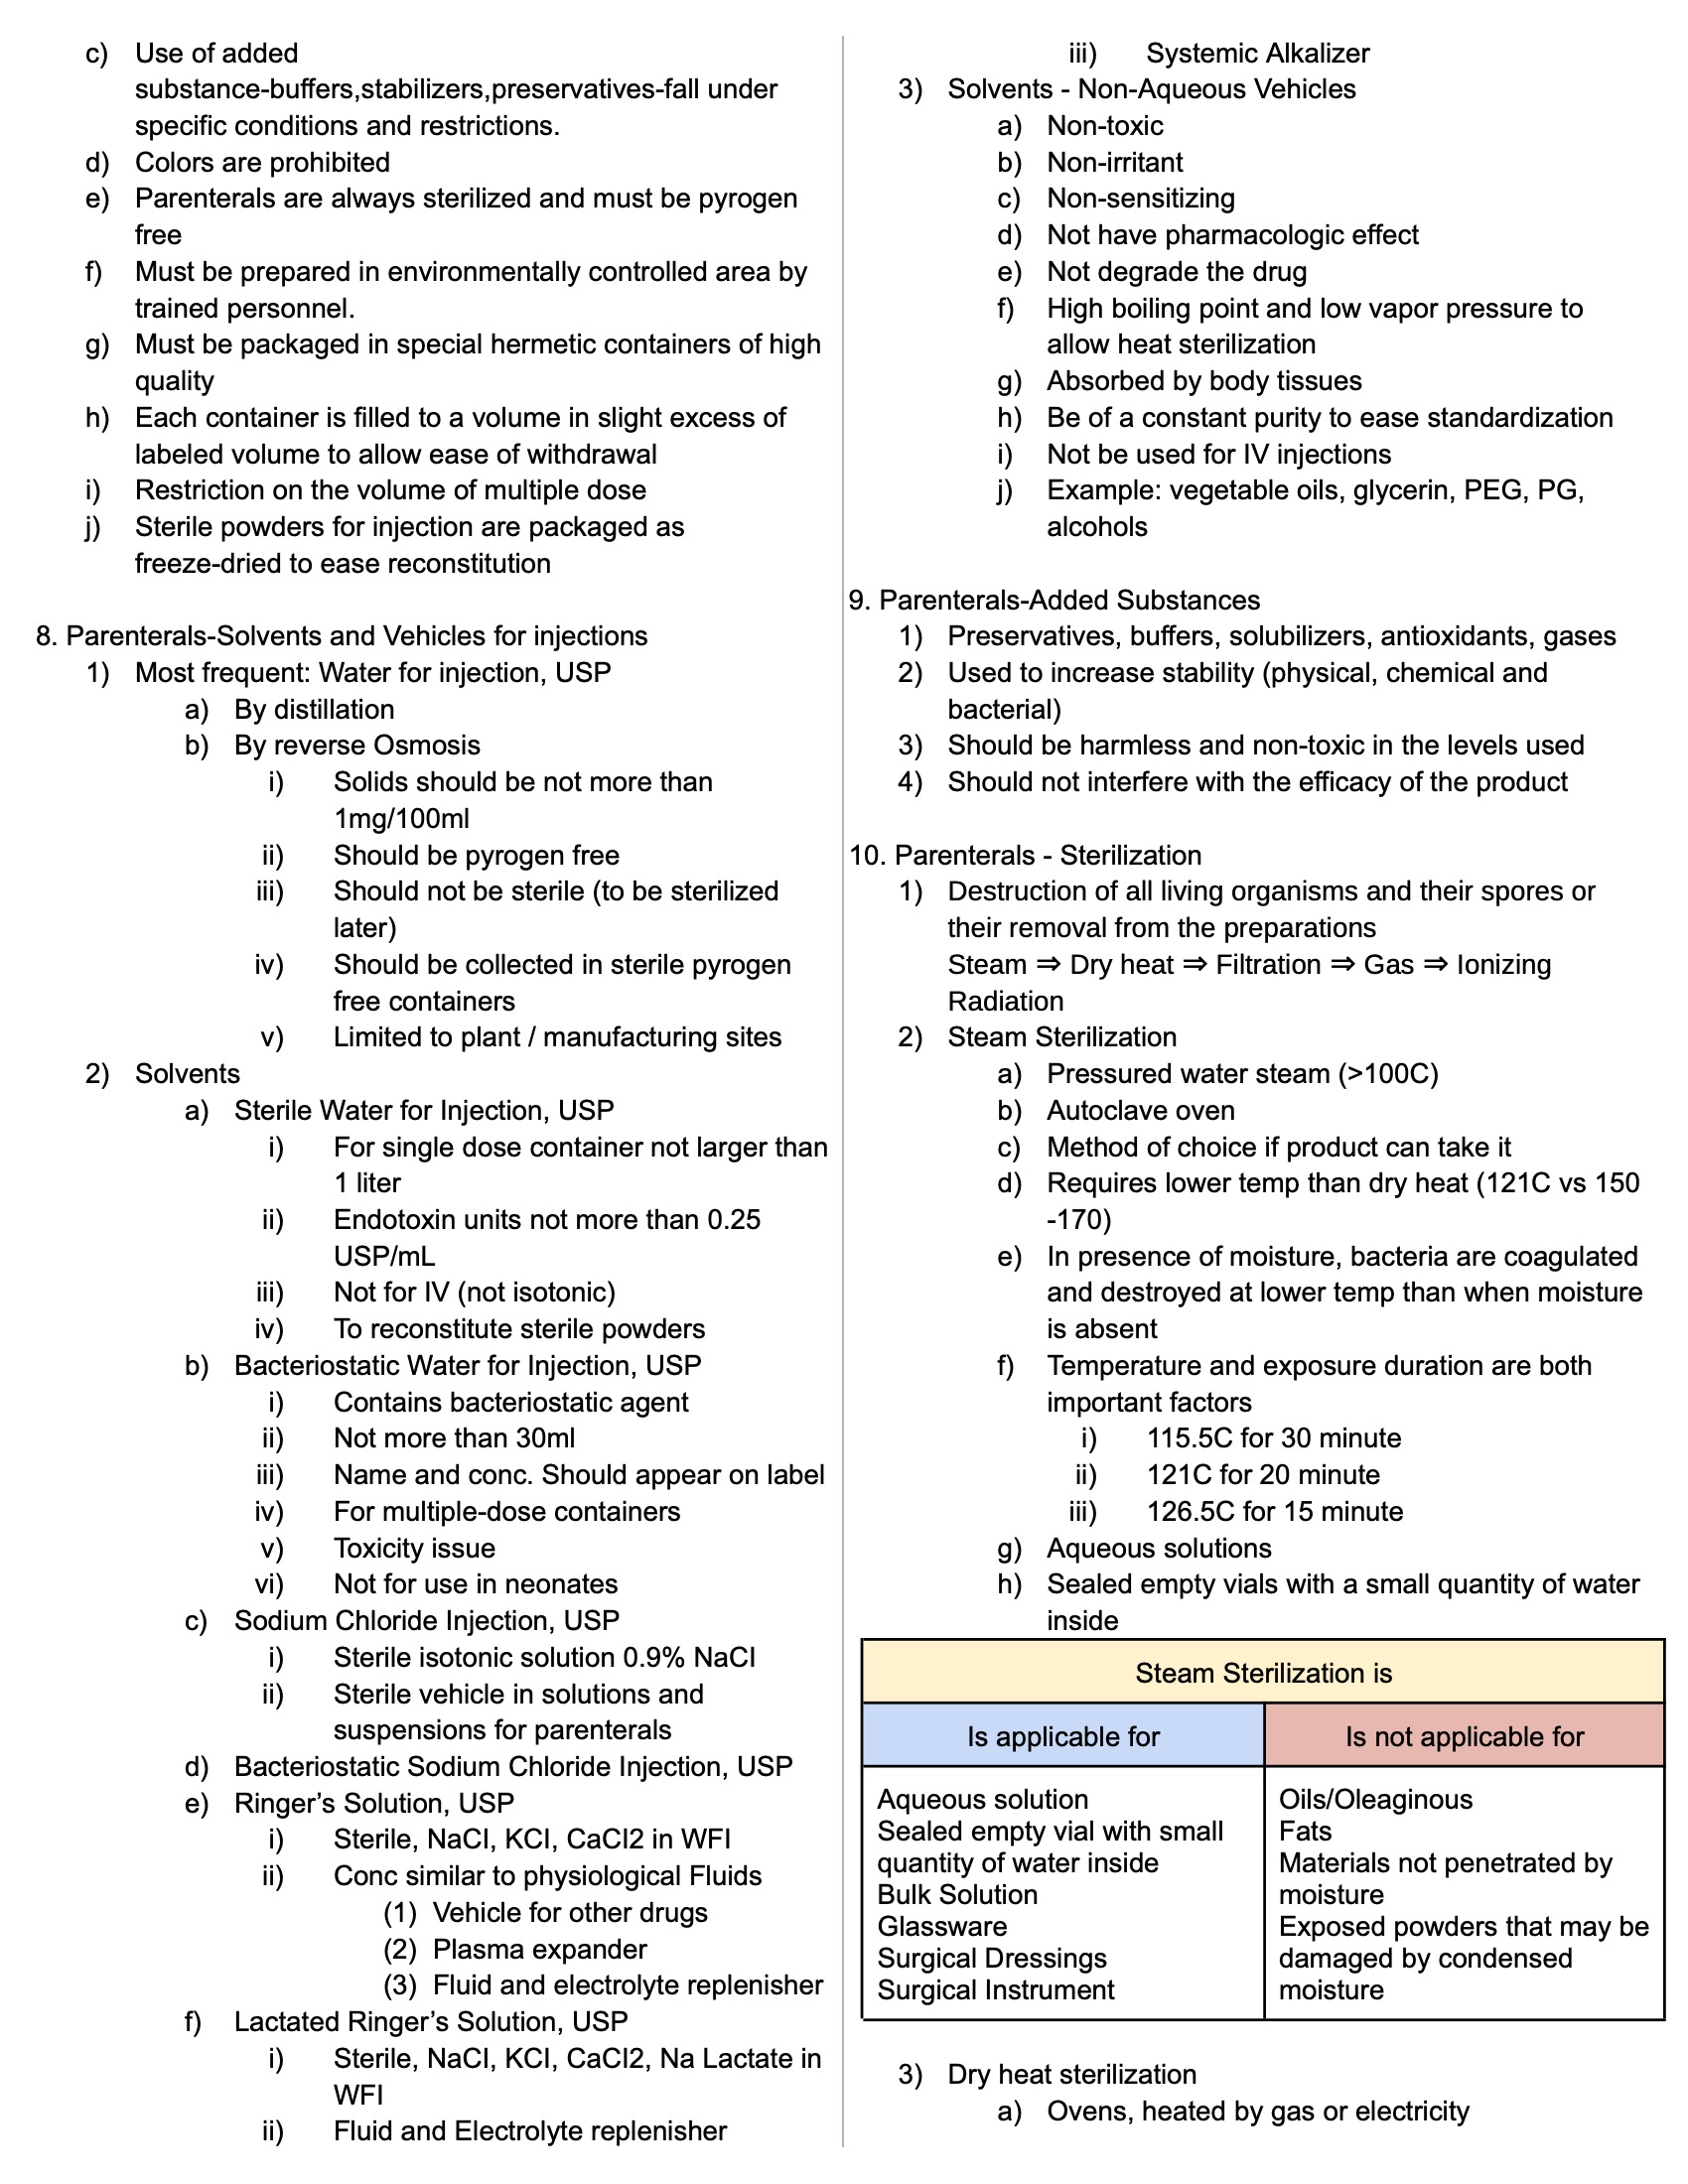 c) Use of added
substance-buffers,stabilizers,preservatives-fall under
specific conditions and restrictions.
d) Colors are prohibited
e) Parenterals are always sterilized and must be pyrogen
free
f) Must be prepared in environmentally controlled area by
trained personnel.
g) Must be packaged in special hermetic containers of high
quality
h) Each container is filled to a volume in slight excess of
labeled volume to allow ease of withdrawal
i) Restriction on the volume of multiple dose
j) Sterile powders for injection are packaged as
freeze-dried to ease reconstitution
8. Parenterals-Solvents and Vehicles for injections
1) Most frequent: Water for injection, USP
a) By distillation
b) By reverse Osmosis
i) Solids should be not more than
1mg/100ml
ii) Should be pyrogen free
iii) Should not be sterile (to be sterilized
later)
iv) Should be collected in sterile pyrogen
free containers
v) Limited to plant / manufacturing sites
2) Solvents
a) Sterile Water for Injection, USP
i) For single dose container not larger than
1 liter
ii) Endotoxin units not more than 0.25
USP/mL
iii) Not for IV (not isotonic)
iv) To reconstitute sterile powders
b) Bacteriostatic Water for Injection, USP
i) Contains bacteriostatic agent
ii) Not more than 30ml
iii) Name and conc. Should appear on label
iv) For multiple-dose containers
v) Toxicity issue
vi) Not for use in neonates
c) Sodium Chloride Injection, USP
i) Sterile isotonic solution 0.9% NaCl
ii) Sterile vehicle in solutions and
suspensions for parenterals
d) Bacteriostatic Sodium Chloride Injection, USP
e) Ringer’s Solution, USP
i) Sterile, NaCl, KCl, CaCl2 in WFI
ii) Conc similar to physiological Fluids
(1) Vehicle for other drugs
(2) Plasma expander
(3) Fluid and electrolyte replenisher
f) Lactated Ringer’s Solution, USP
i) Sterile, NaCl, KCl, CaCl2, Na Lactate in
WFI
ii) Fluid and Electrolyte replenisher
iii) Systemic Alkalizer
3) Solvents - Non-Aqueous Vehicles
a) Non-toxic
b) Non-irritant
c) Non-sensitizing
d) Not have pharmacologic effect
e) Not degrade the drug
f) High boiling point and low vapor pressure to
allow heat sterilization
g) Absorbed by body tissues
h) Be of a constant purity to ease standardization
i) Not be used for IV injections
j) Example: vegetable oils, glycerin, PEG, PG,
alcohols
9. Parenterals-Added Substances
1) Preservatives, buffers, solubilizers, antioxidants, gases
2) Used to increase stability (physical, chemical and
bacterial)
3) Should be harmless and non-toxic in the levels used
4) Should not interfere with the efficacy of the product
10. Parenterals - Sterilization
1) Destruction of all living organisms and their spores or
their removal from the preparations
Steam ⇒ Dry heat ⇒ Filtration ⇒ Gas ⇒ Ionizing
Radiation
2) Steam Sterilization
a) Pressured water steam (>100C)
b) Autoclave oven
c) Method of choice if product can take it
d) Requires lower temp than dry heat (121C vs 150
-170)
e) In presence of moisture, bacteria are coagulated
and destroyed at lower temp than when moisture
is absent
f) Temperature and exposure duration are both
important factors
i) 115.5C for 30 minute
ii) 121C for 20 minute
iii) 126.5C for 15 minute
g) Aqueous solutions
h) Sealed empty vials with a small quantity of water
inside
Steam Sterilization is
Is applicable for
Is not applicable for
Aqueous solution
Sealed empty vial with small
quantity of water inside
Bulk Solution
Glassware
Surgical Dressings
Surgical Instrument
Oils/Oleaginous
Fats
Materials not penetrated by
moisture
Exposed powders that may be
damaged by condensed
moisture
3) Dry heat sterilization
a) Ovens, heated by gas or electricity